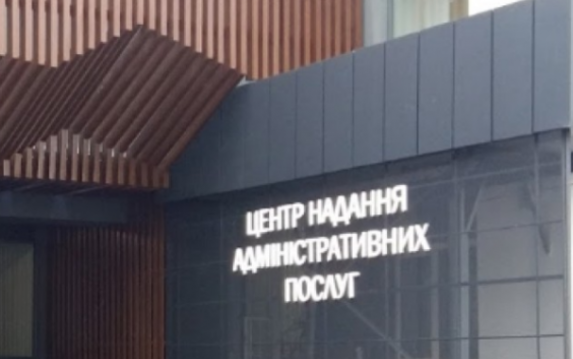 ЦЕНТР НАДАННЯ
АДМІНІСТРАТИВНИХ
ПОСЛУГ